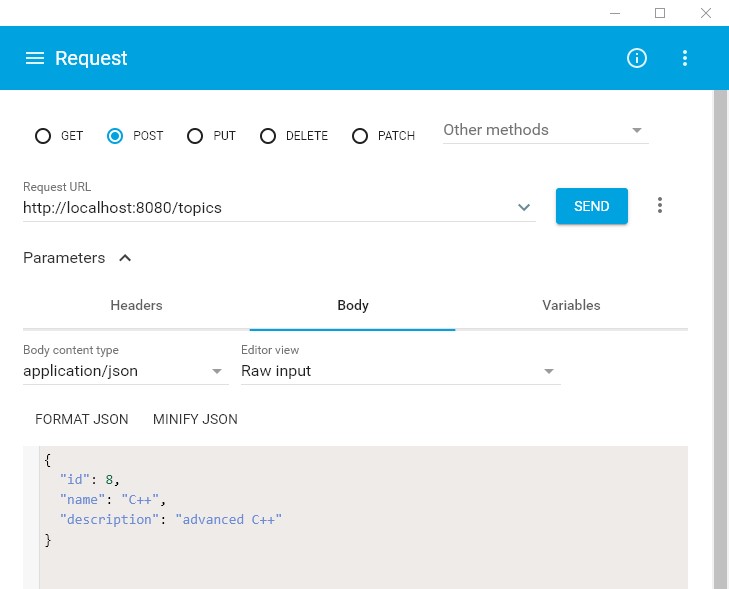 Request
GET POST PUT DELETE PATCH Other methods
Request URL
http://localhost:8080/topics
SEND
Parameters
Headers Body Variables
Body content type Editor view
application/json Raw input
FORMAT JSON MINIFY JSON
{
"id": 8,
"name": "C++",
"description": "advanced C++"
}